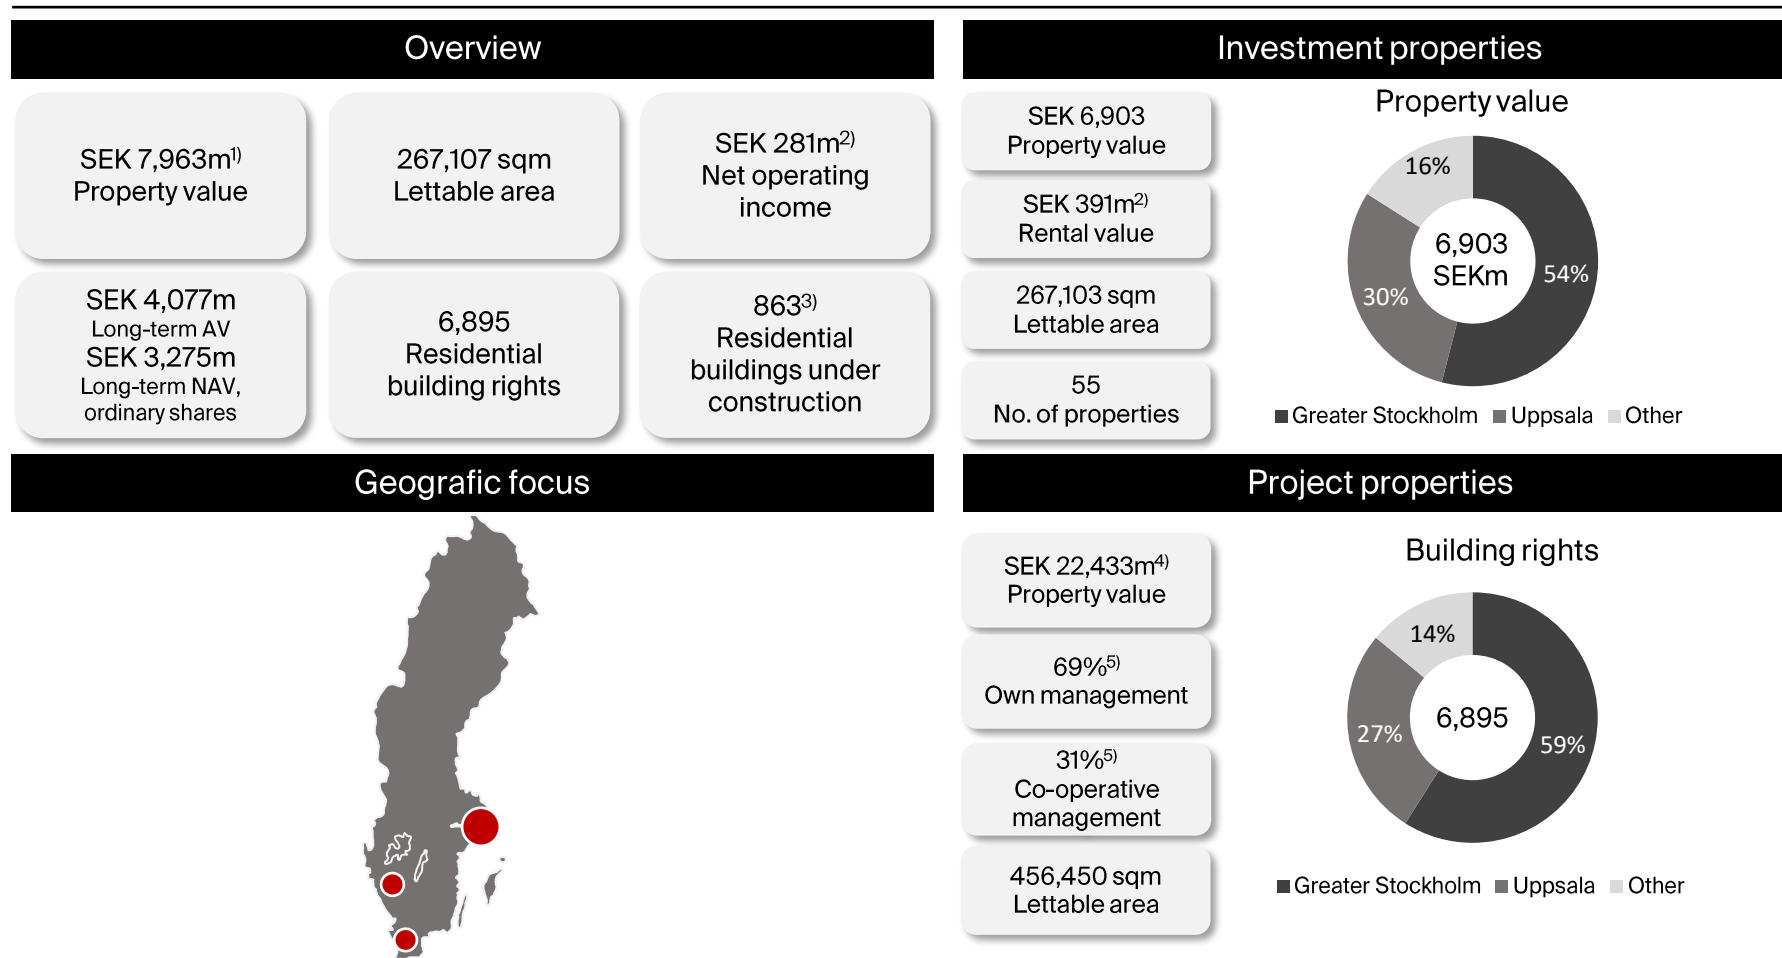 Overview
SEK 7,963m1)
Property value
267,107 sqm
Lettable area
SEK 281m2)
Net operating
income
SEK 4,077m
Long-term AV
SEK 3,275m
Long-term NAV,
ordinary shares
6,895
Residential
building rights
8633)
Residential
buildings under
construction
Investment properties
SEK 6,903
Property value
SEK 391m2)
Rental value
267,103 sqm
Lettable area
55
No. of properties
Property value
16%
6,903
SEKm
54%
30%
Greater Stockholm
Uppsala
Other
Geografic focus
Project properties
SEK 22,433m4)
Property value
69%5)
Own management
31%5)
Co-operative
management
456,450 sqm
Lettable area
Building rights
14%
6,895
27%
59%
Greater Stockholm
Uppsala
Other